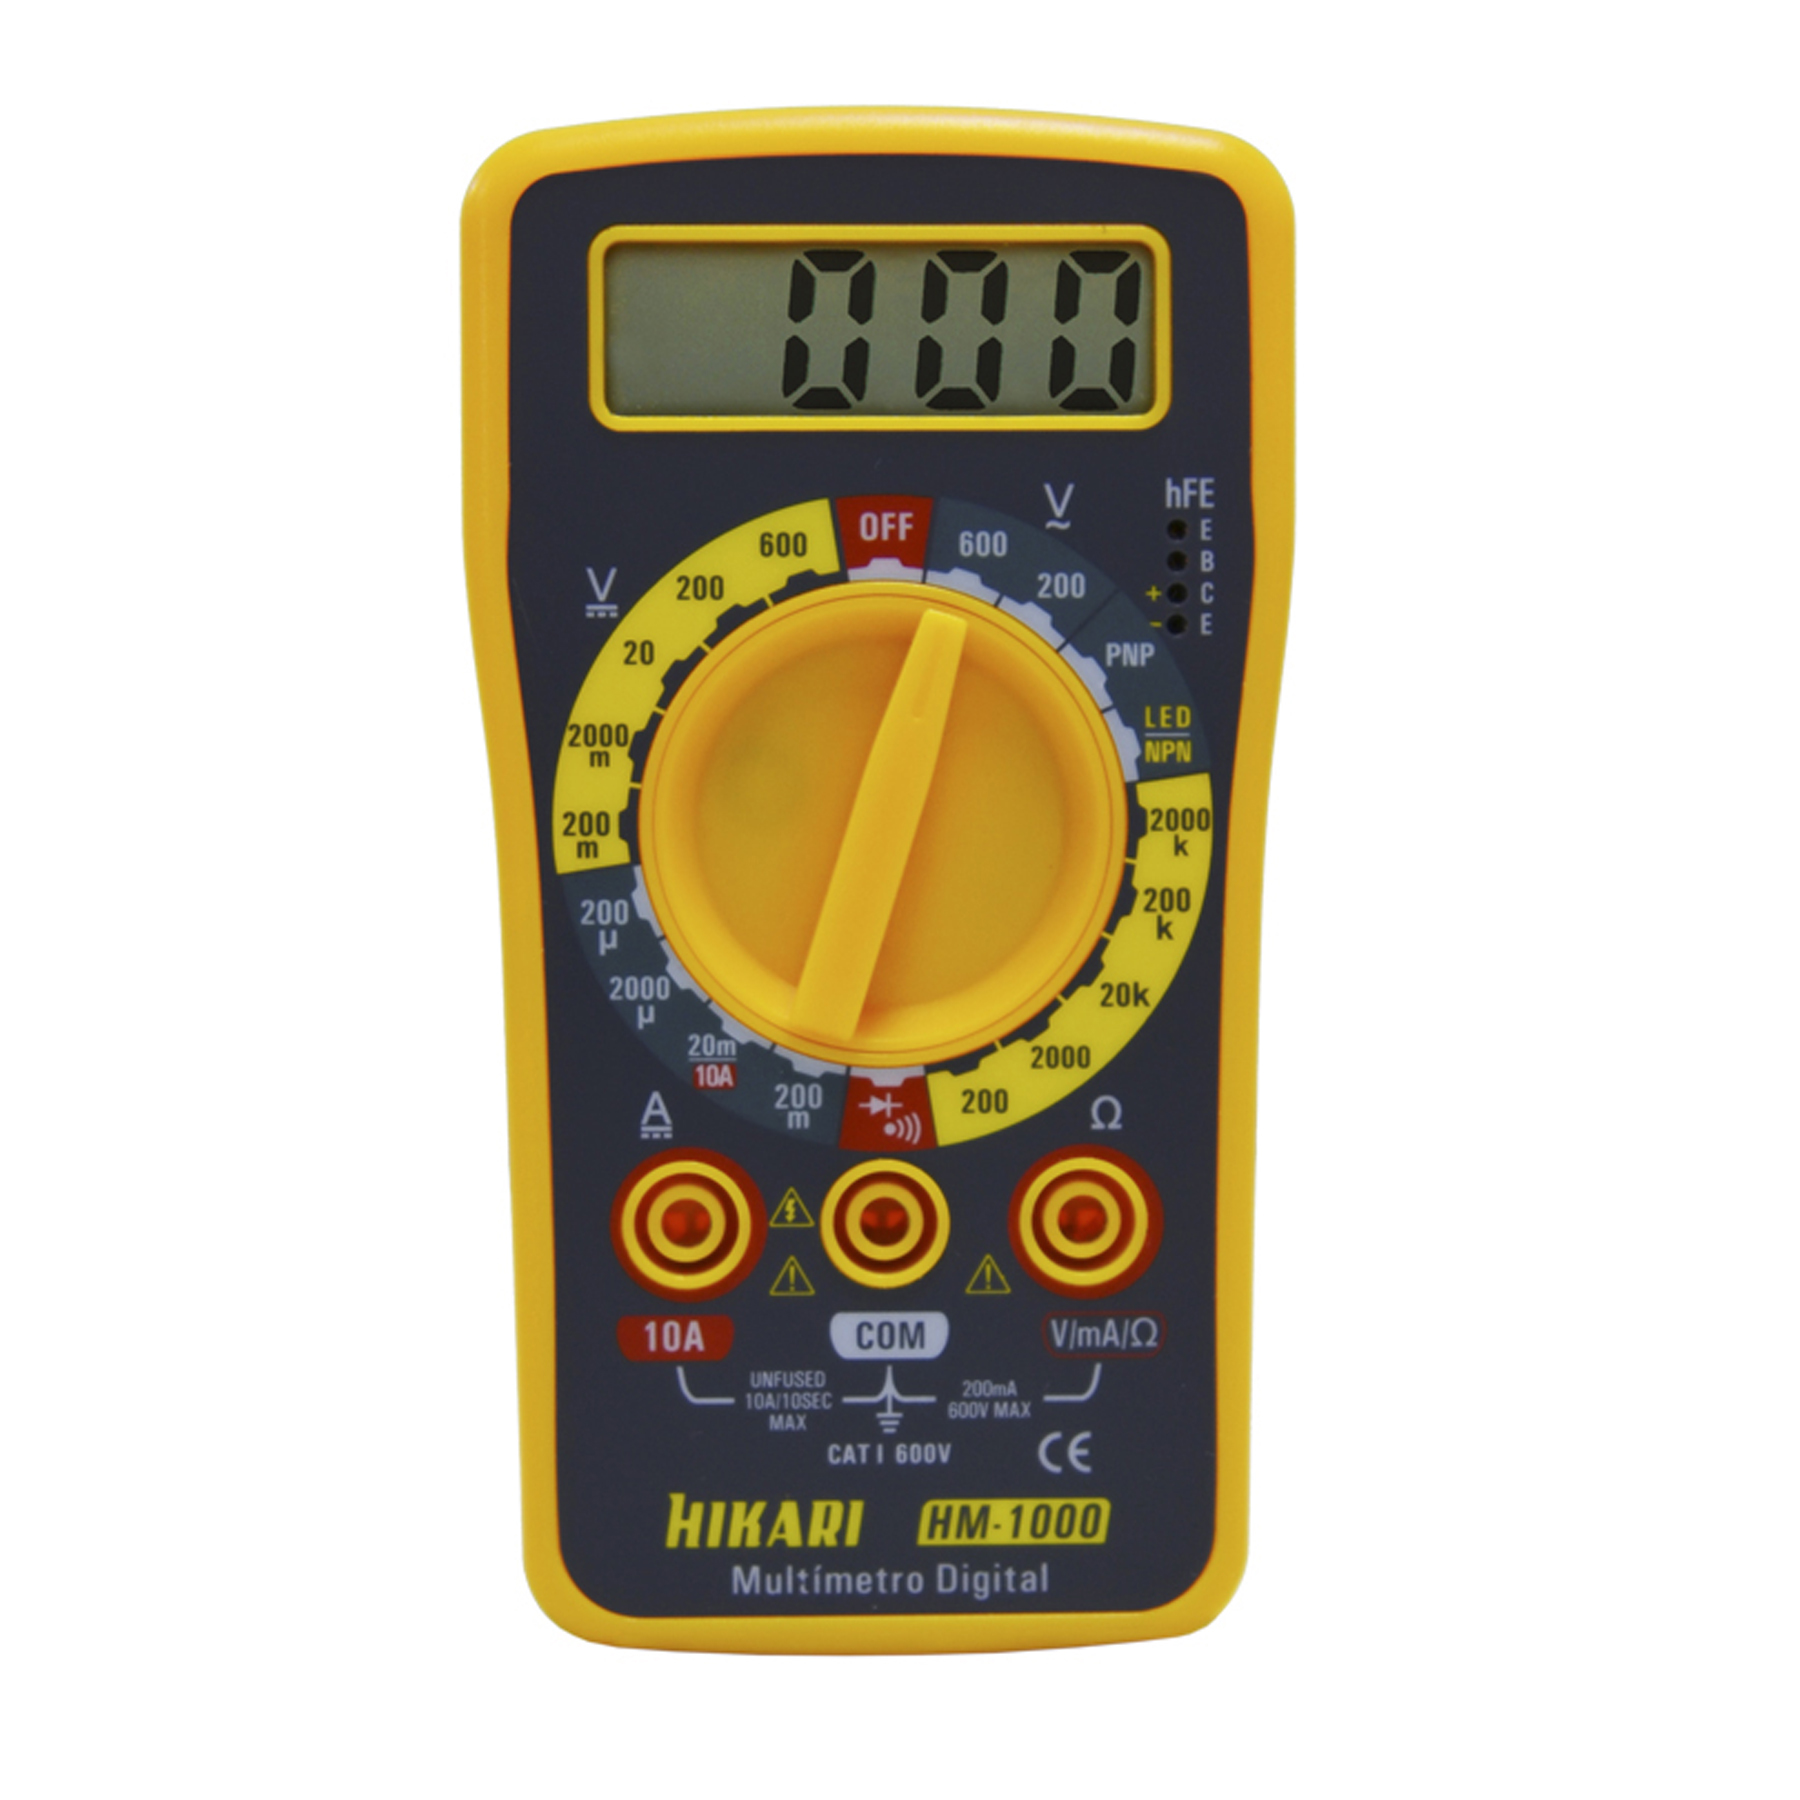 000
hFE
E
B
+ C
- E
V
OFF
600
200
PNP
LED
NPN
2000
k
200
k
20k
2000
200
Ω
V
600
200
20
2000
m
200
m
200
µ
2000
µ
20m
10A
200
m
A
10A
COM
V/mA/Ω
UNFUSED
10A/10SEC
MAX
200mA
600V MAX
CAT I 600V
CE
HIKARI HM-1000
Multímetro Digital